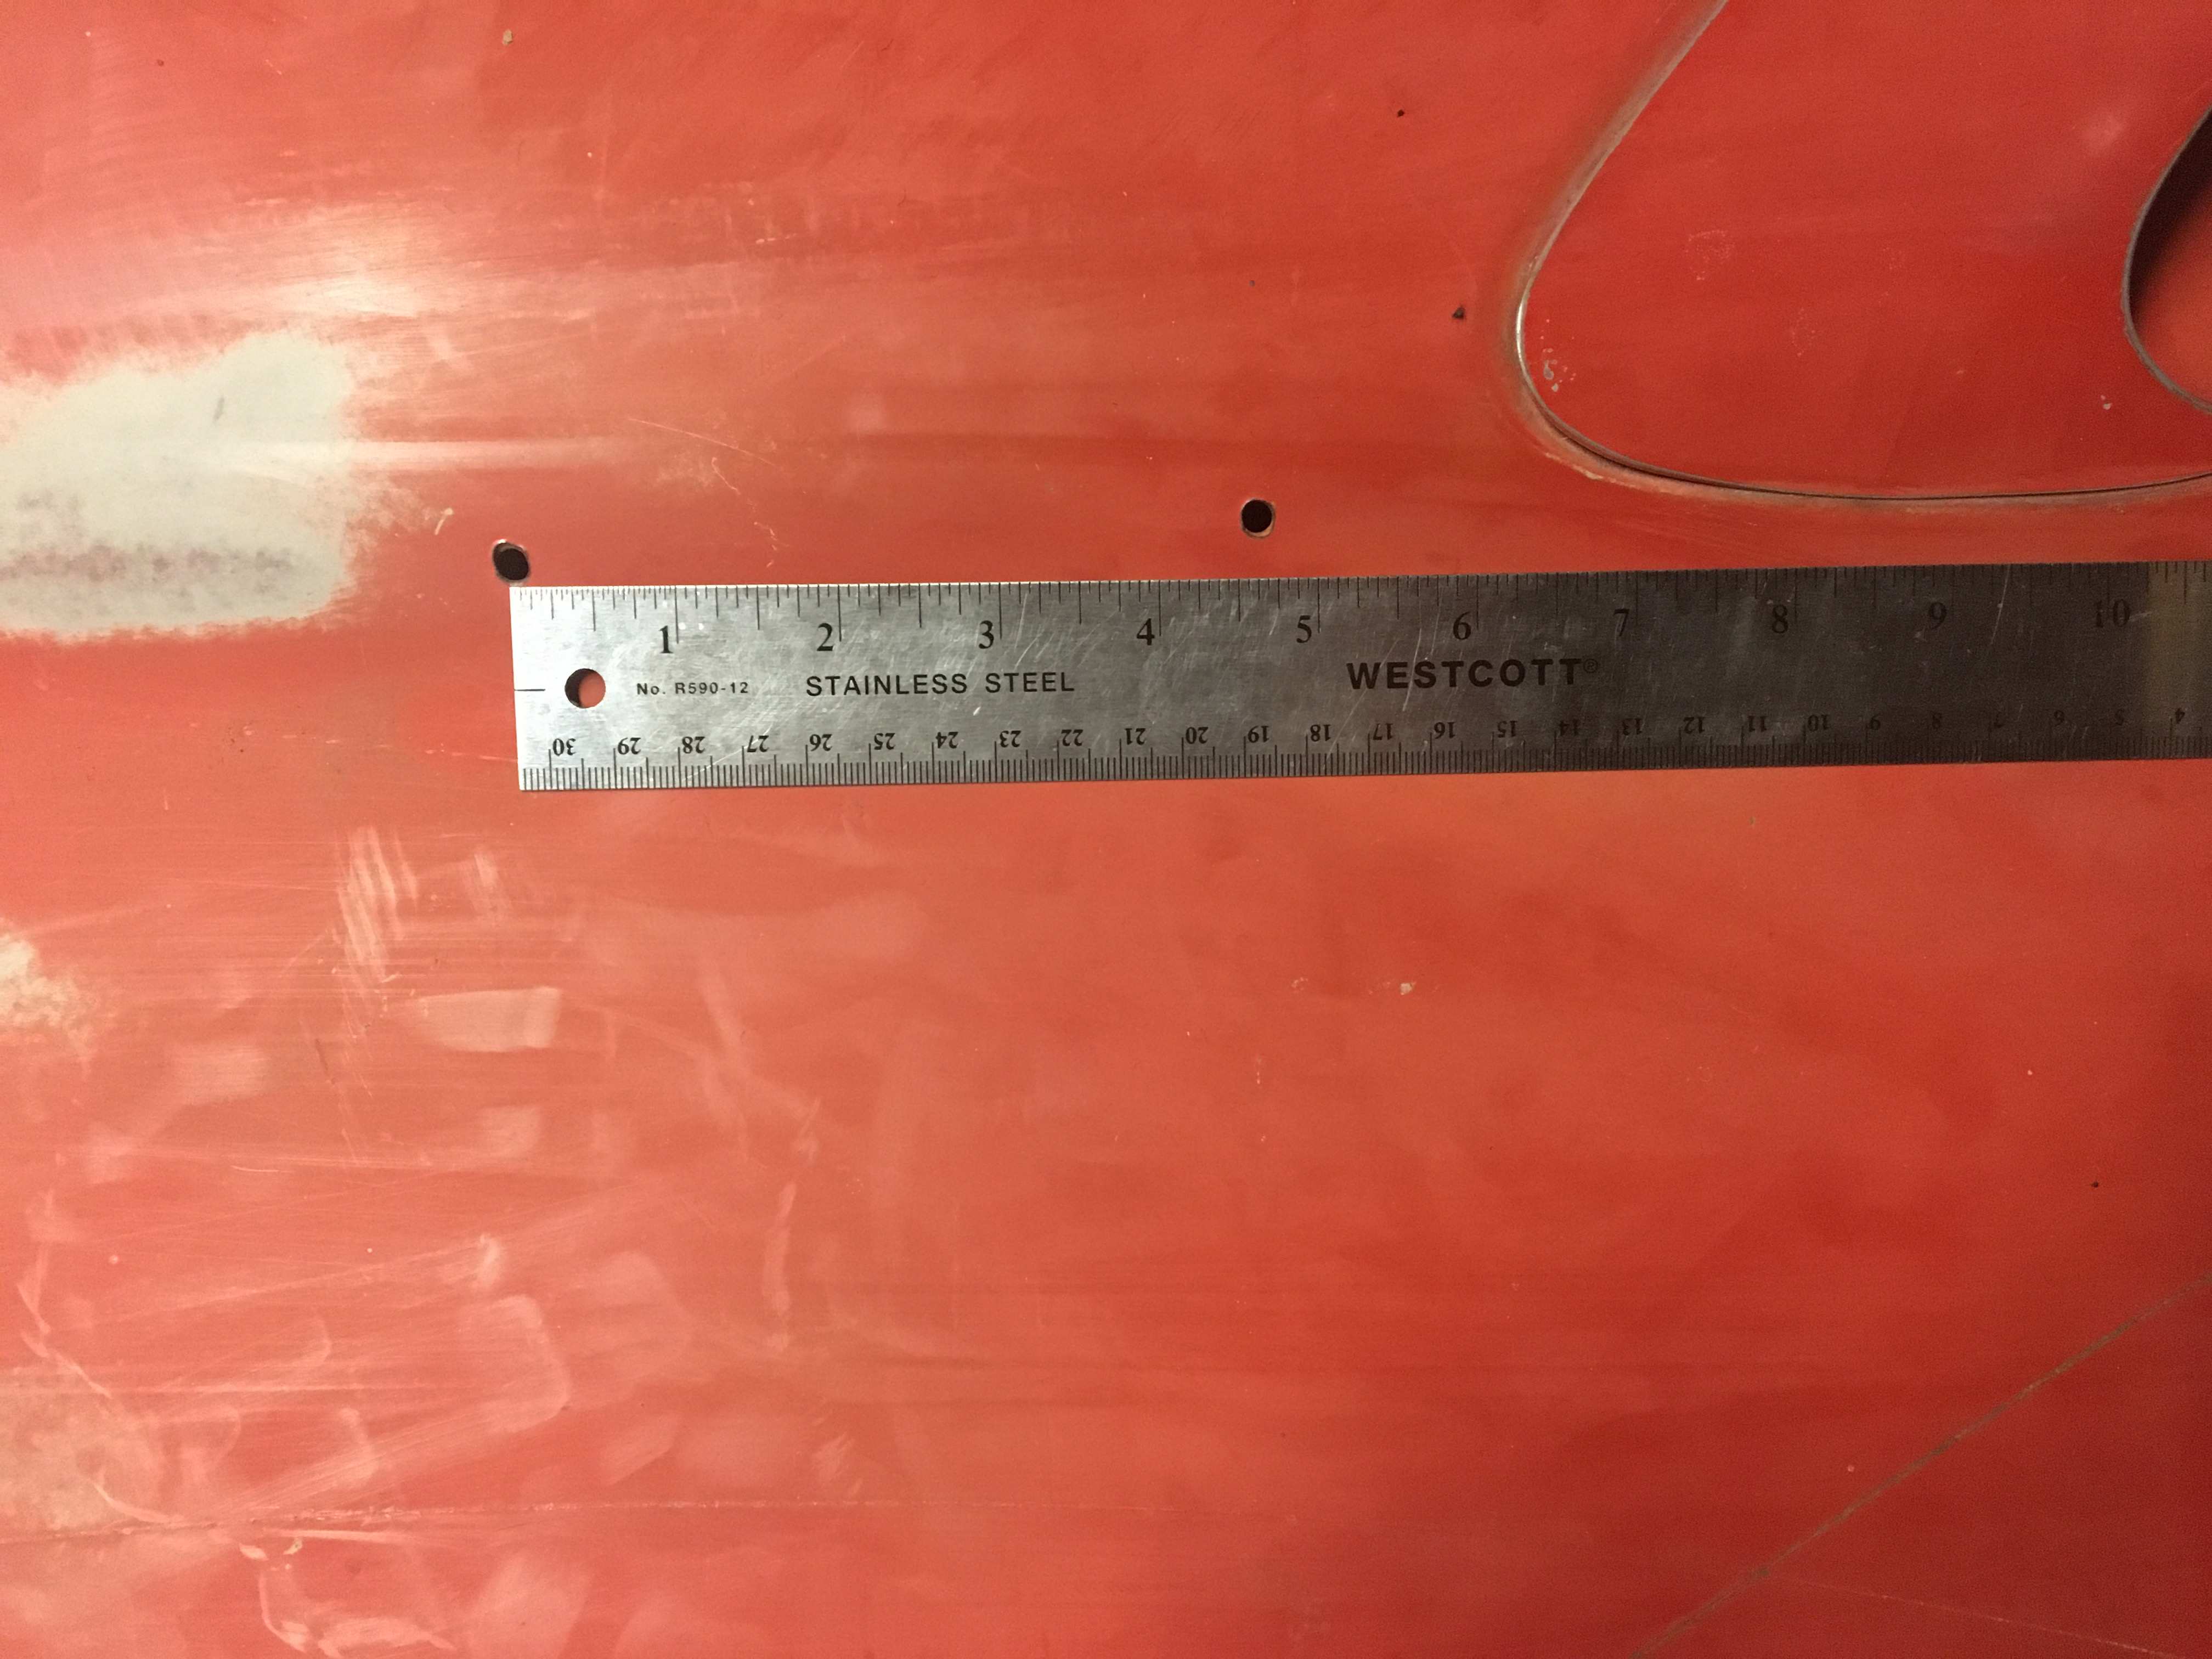 1 2 3 4 5 6 7 8 9 10
No. R590-12 STAINLESS STEEL WESTCOTT®
30 29 28 27 26 25 24 23 22 21 20 19 18 17 16 15 14 13 12 11 10 9 8 7 6 5 4